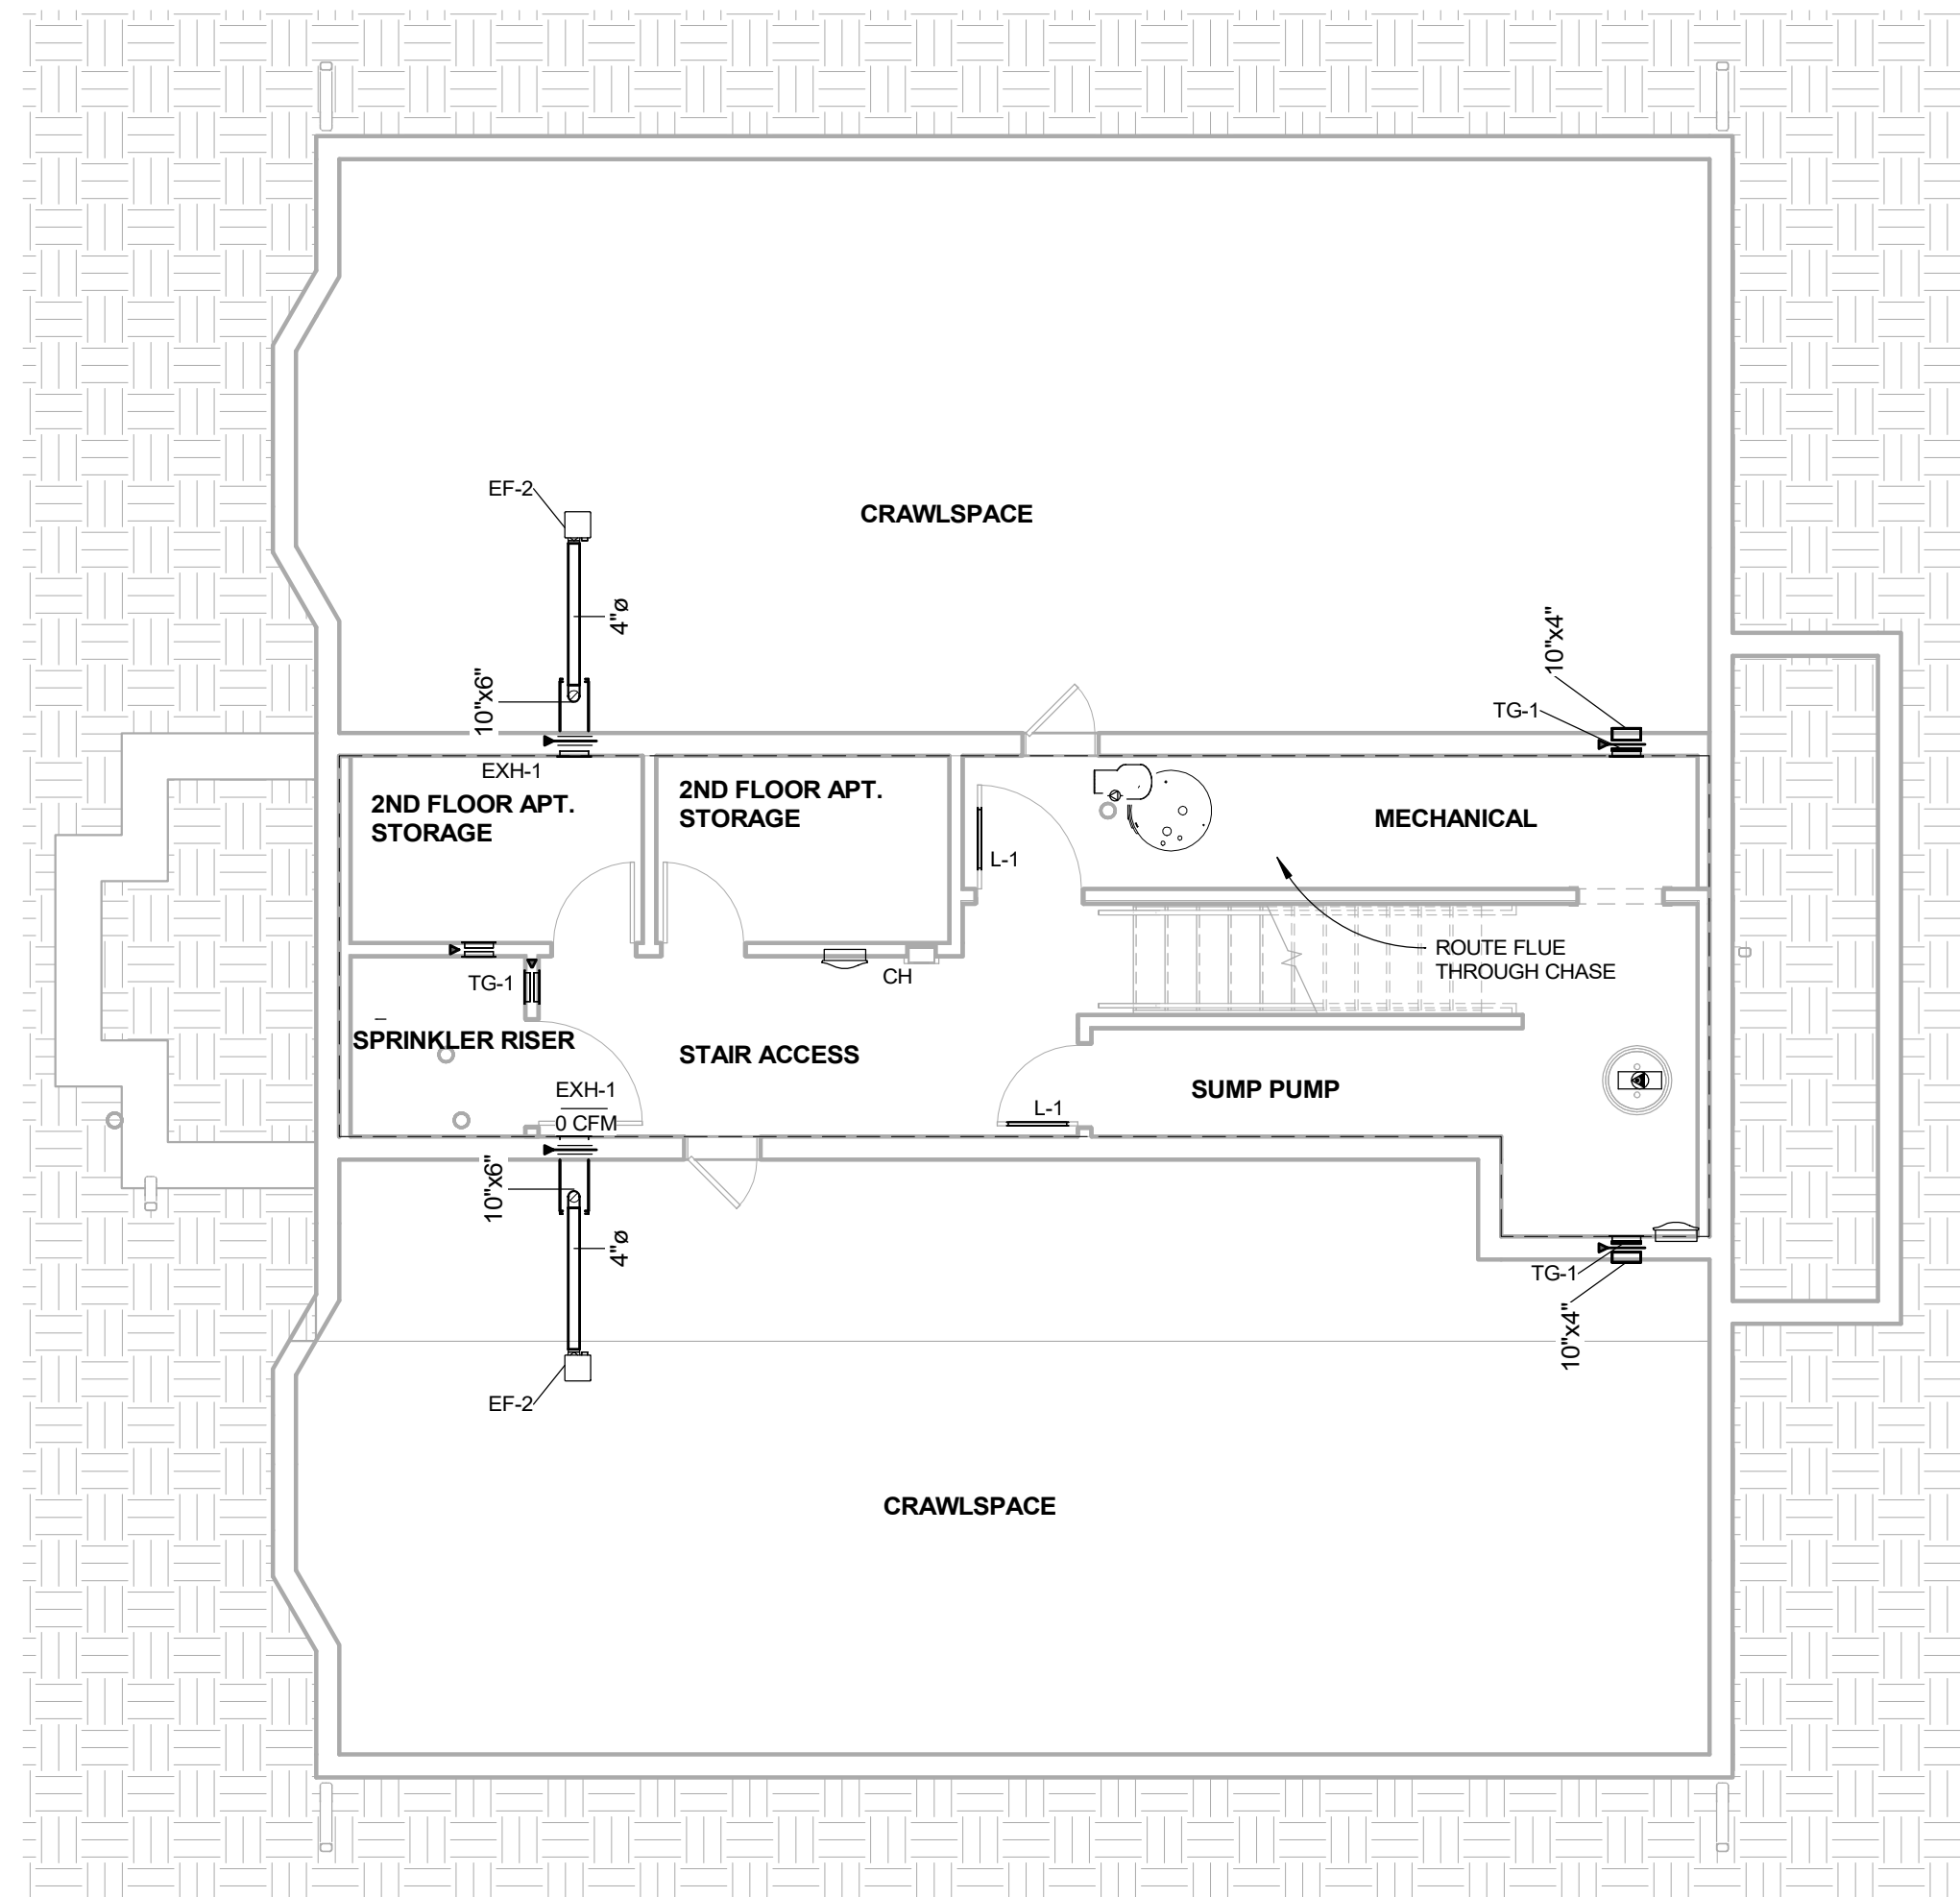 EF-2
CRAWLSPACE
4"ø
10"x6"
10"x4"
TG-1
EXH-1
2ND FLOOR APT.
STORAGE
2ND FLOOR APT.
STORAGE
MECHANICAL
L-1
ROUTE FLUE
THROUGH CHASE
TG-1
CH
SPRINKLER RISER
STAIR ACCESS
SUMP PUMP
EXH-1
0 CFM
L-1
10"x6"
4"ø
TG-1
10"x4"
EF-2
CRAWLSPACE